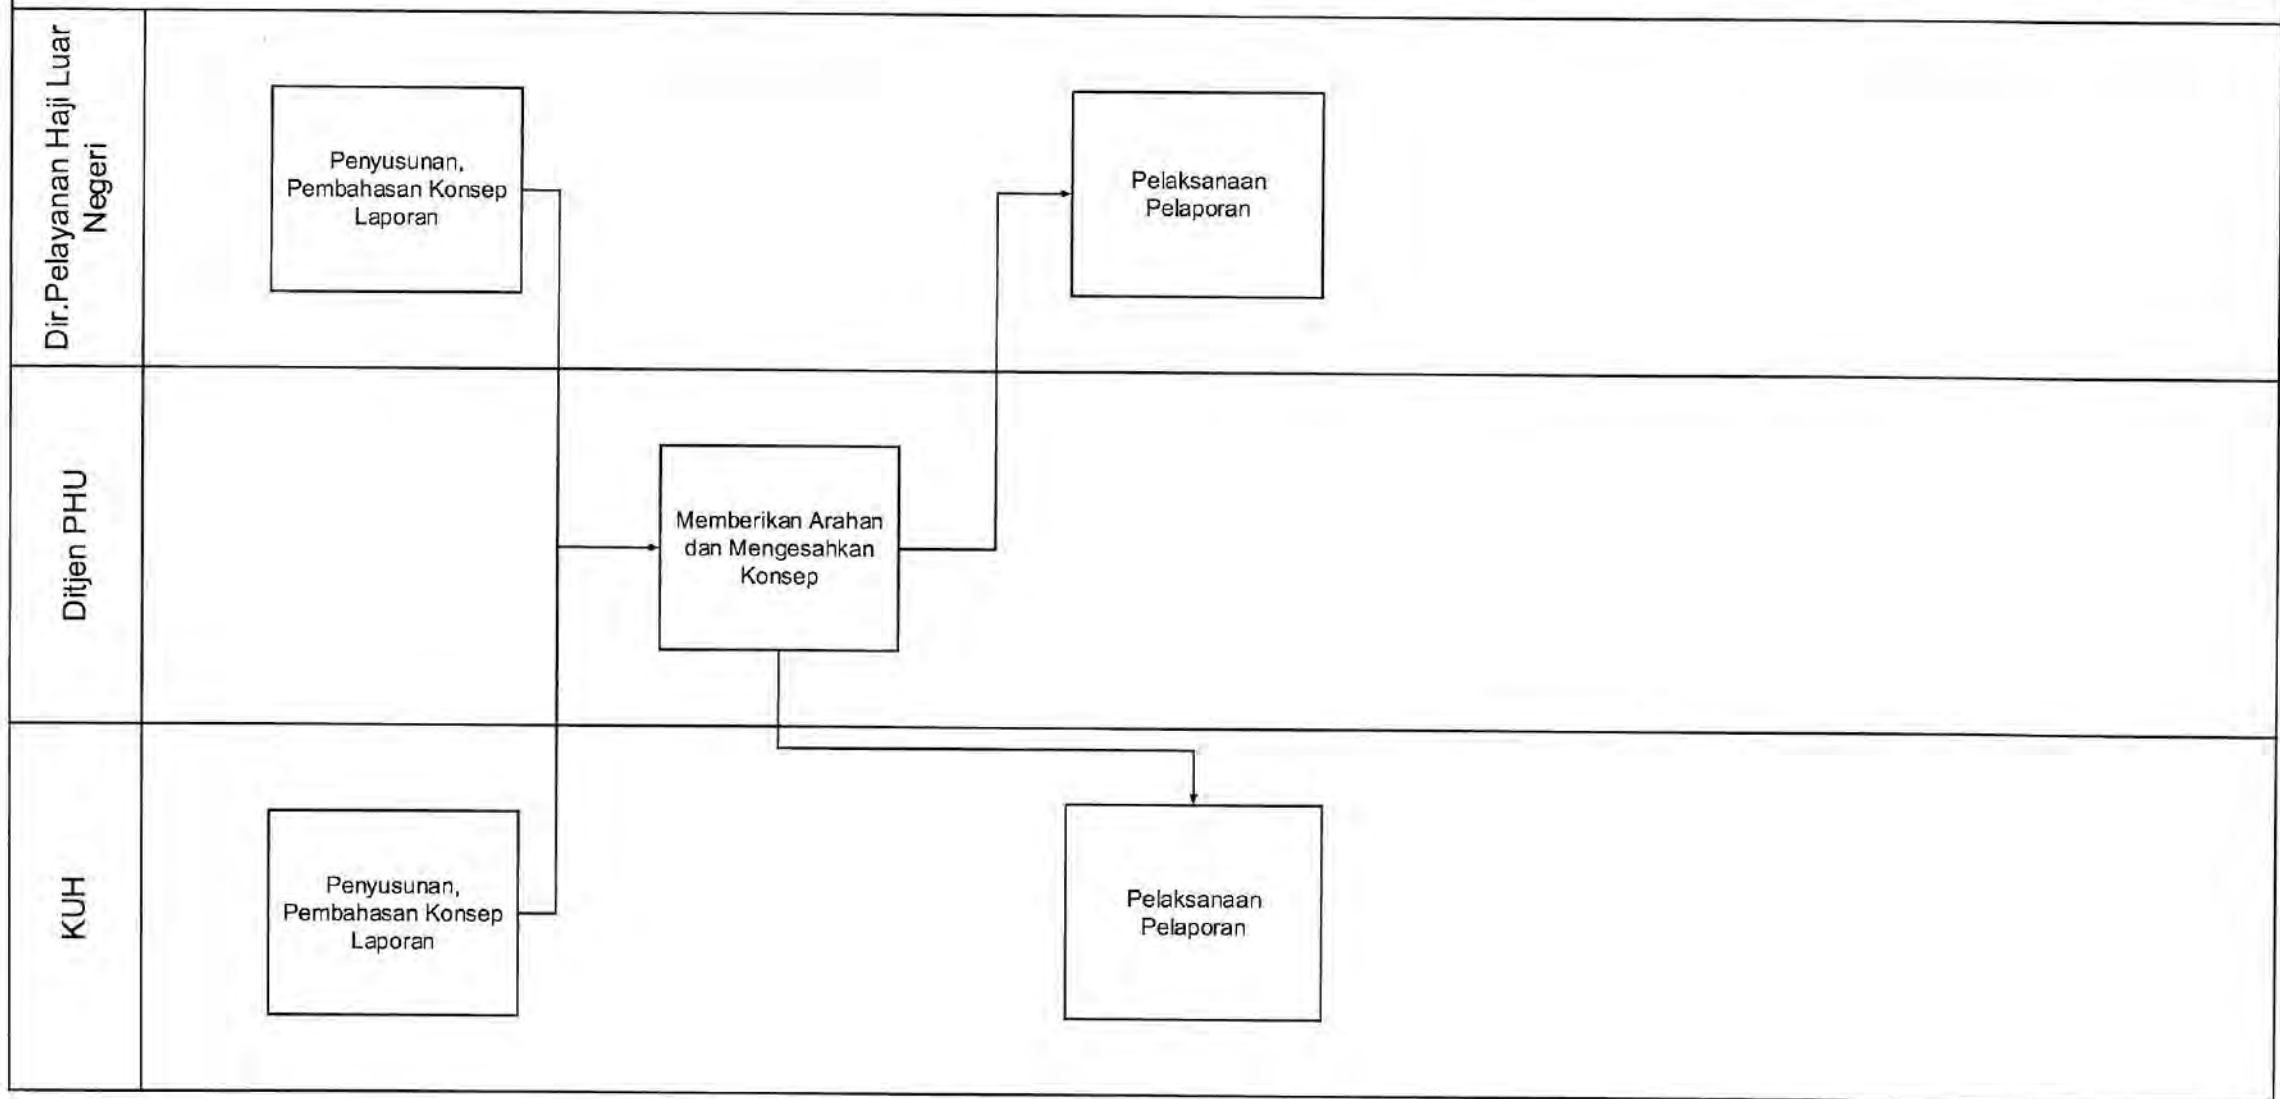 Dir.Pelayanan Haji Luar
Negeri
Penyusunan,
Pembahasan Konsep
Laporan
Pelaksanaan
Pelaporan
Ditjen PHU
Memberikan Arahan
dan Mengesahkan
Konsep
KUH
Penyusunan,
Pembahasan Konsep
Laporan
Pelaksanaan
Pelaporan